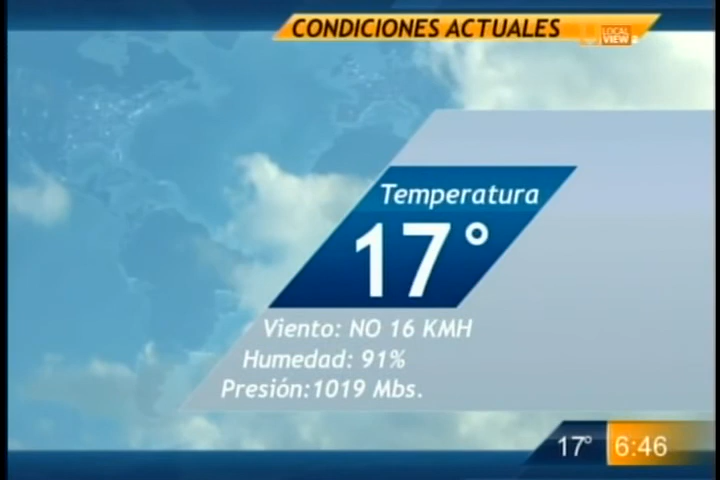 CONDICIONES ACTUALES
LOCAL
VIEW
Temperatura
17°
Viento: NO 16 KMH
Humedad: 91%
Presión:1019 Mbs.
17° 6:46